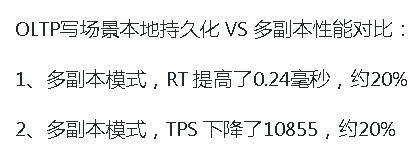 OLTP写场景本地持久化 VS 多副本性能对比：
1、多副本模式，RT 提高了0.24毫秒，约20%
2、多副本模式，TPS 下降了10855，约20%